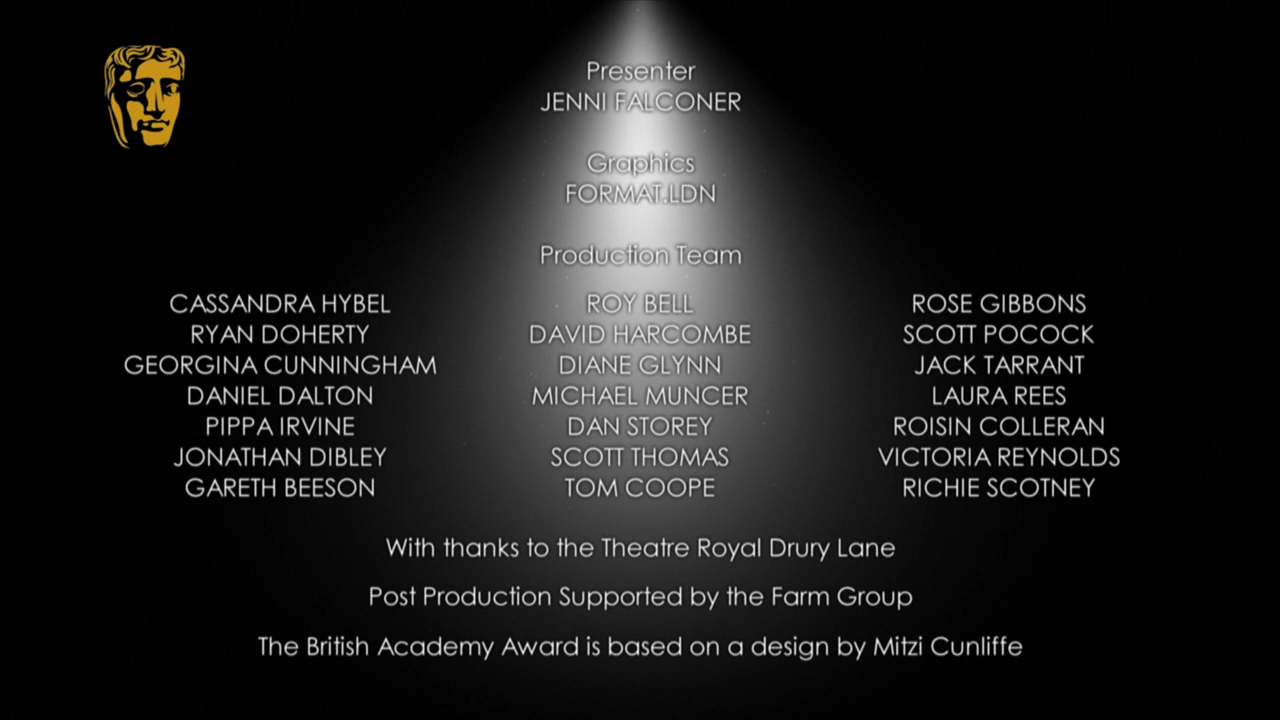 Presenter
JENNI FALCONER
Graphics
FORMAT.LDN
Production Team
CASSANDRA HYBEL ROY BELL ROSE GIBBONS
RYAN DOHERTY DAVID HARCOMBE SCOTT POCOCK
GEORGINA CUNNINGHAM DIANE GLYNN JACK TARRANT
DANIEL DALTON MICHAEL MUNCER LAURA REES
PIPPA IRVINE DAN STOREY ROISIN COLLERAN
JONATHAN DIBLEY SCOTT THOMAS VICTORIA REYNOLDS
GARETH BEESON TOM COOPE RICHIE SCOTNEY
With thanks to the Theatre Royal Drury Lane
Post Production Supported by the Farm Group
The British Academy Award is based on a design by Mitzi Cunliffe